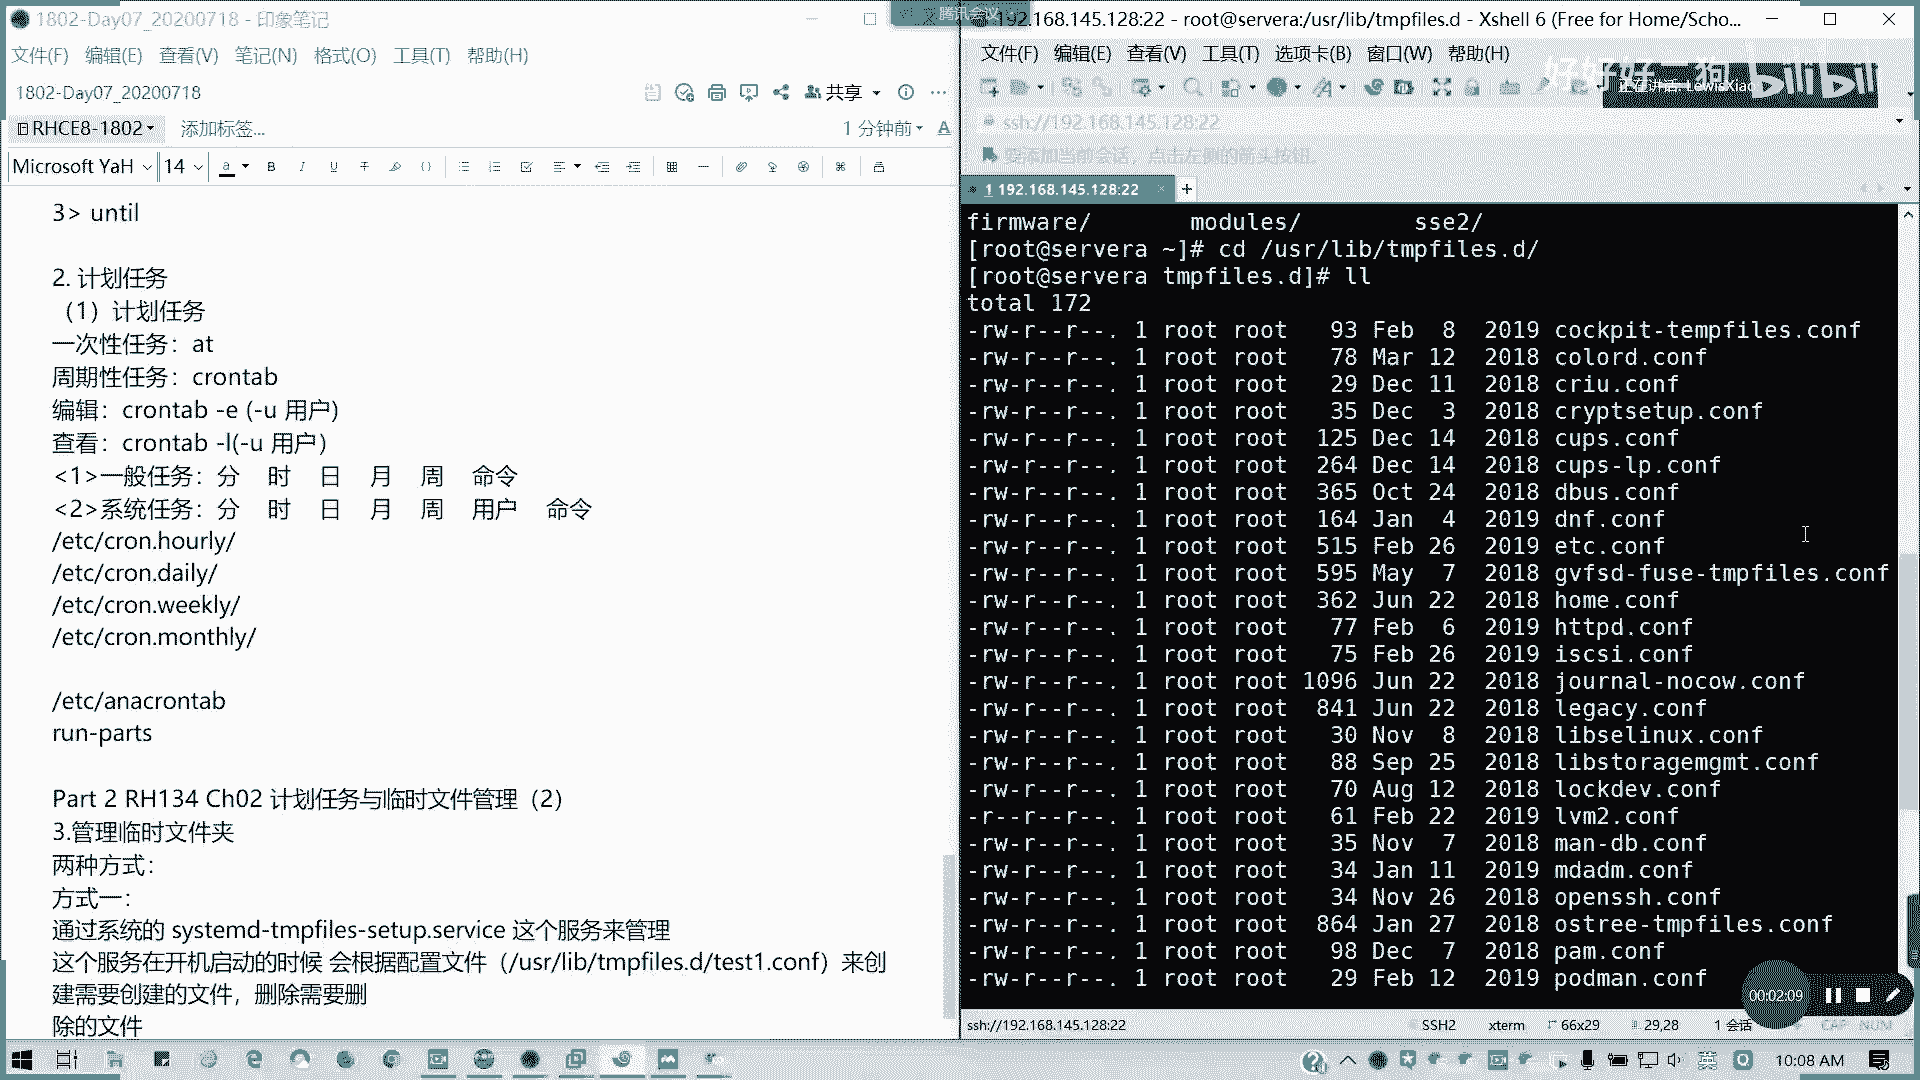 1802-Day07_20200718 - 印象笔记
文件(F) 编辑(E) 查看(V) 笔记(N) 格式(O) 工具(T) 帮助(H)
1802-Day07_20200718
共享
RHCE8-1802 添加标签...
1 分钟前
Microsoft YaH 14
3> until
2. 计划任务
（1）计划任务
一次性任务：at
周期性任务：crontab
编辑：crontab -e (-u 用户)
查看：crontab -l(-u 用户)
<1>一般任务：分 时 日 月 周 命令
<2>系统任务：分 时 日 月 周 用户 命令
/etc/cron.hourly/
/etc/cron.daily/
/etc/cron.weekly/
/etc/cron.monthly/
/etc/anacrontab
run-parts
Part 2 RH134 Ch02 计划任务与临时文件管理（2）
3.管理临时文件夹
两种方式：
方式一：
通过系统的 systemd-tmpfiles-setup.service 这个服务来管理
这个服务在开机启动的时候 会根据配置文件（/usr/lib/tmpfiles.d/test1.conf）来创
建需要创建的文件，删除需要删
除的文件
腾讯会议
192.168.145.128:22 - root@servera:/usr/lib/tmpfiles.d - Xshell 6 (Free for Home/Scho...
文件(F) 编辑(E) 查看(V) 工具(T) 选项卡(B) 窗口(W) 帮助(H)
好好好二狗 bilibili
ssh://192.168.145.128:22
要添加当前会话，点击左侧的箭头按钮。
1 192.168.145.128:22
firmware/ modules/ sse2/
[root@servera ~]# cd /usr/lib/tmpfiles.d/
[root@servera tmpfiles.d]# ll
total 172
-rw-r--r--. 1 root root 93 Feb 8 2019 cockpit-tempfiles.conf
-rw-r--r--. 1 root root 78 Mar 12 2018 colord.conf
-rw-r--r--. 1 root root 29 Dec 11 2018 criu.conf
-rw-r--r--. 1 root root 35 Dec 3 2018 cryptsetup.conf
-rw-r--r--. 1 root root 125 Dec 14 2018 cups.conf
-rw-r--r--. 1 root root 264 Dec 14 2018 cups-lp.conf
-rw-r--r--. 1 root root 365 Oct 24 2018 dbus.conf
-rw-r--r--. 1 root root 164 Jan 4 2019 dnf.conf
-rw-r--r--. 1 root root 515 Feb 26 2019 etc.conf
-rw-r--r--. 1 root root 595 May 7 2018 gvfsd-fuse-tmpfiles.conf
-rw-r--r--. 1 root root 362 Jun 22 2018 home.conf
-rw-r--r--. 1 root root 77 Feb 6 2019 httpd.conf
-rw-r--r--. 1 root root 75 Feb 26 2019 iscsi.conf
-rw-r--r--. 1 root root 1096 Jun 22 2018 journal-nocow.conf
-rw-r--r--. 1 root root 841 Jun 22 2018 legacy.conf
-rw-r--r--. 1 root root 30 Nov 8 2018 libselinux.conf
-rw-r--r--. 1 root root 88 Sep 25 2018 libstoragemgmt.conf
-rw-r--r--. 1 root root 70 Aug 12 2018 lockdev.conf
-r--r--r--. 1 root root 61 Feb 22 2019 lvm2.conf
-rw-r--r--. 1 root root 35 Nov 7 2018 man-db.conf
-rw-r--r--. 1 root root 34 Jan 11 2019 mdadm.conf
-rw-r--r--. 1 root root 34 Nov 26 2018 openssh.conf
-rw-r--r--. 1 root root 864 Jan 27 2018 ostree-tmpfiles.conf
-rw-r--r--. 1 root root 98 Dec 7 2018 pam.conf
-rw-r--r--. 1 root root 29 Feb 12 2019 podman.conf
00:02:09
ssh://192.168.145.128:22 SSH2 xterm 66x29 29,28 1 会话 CAP NUM
英 10:08 AM